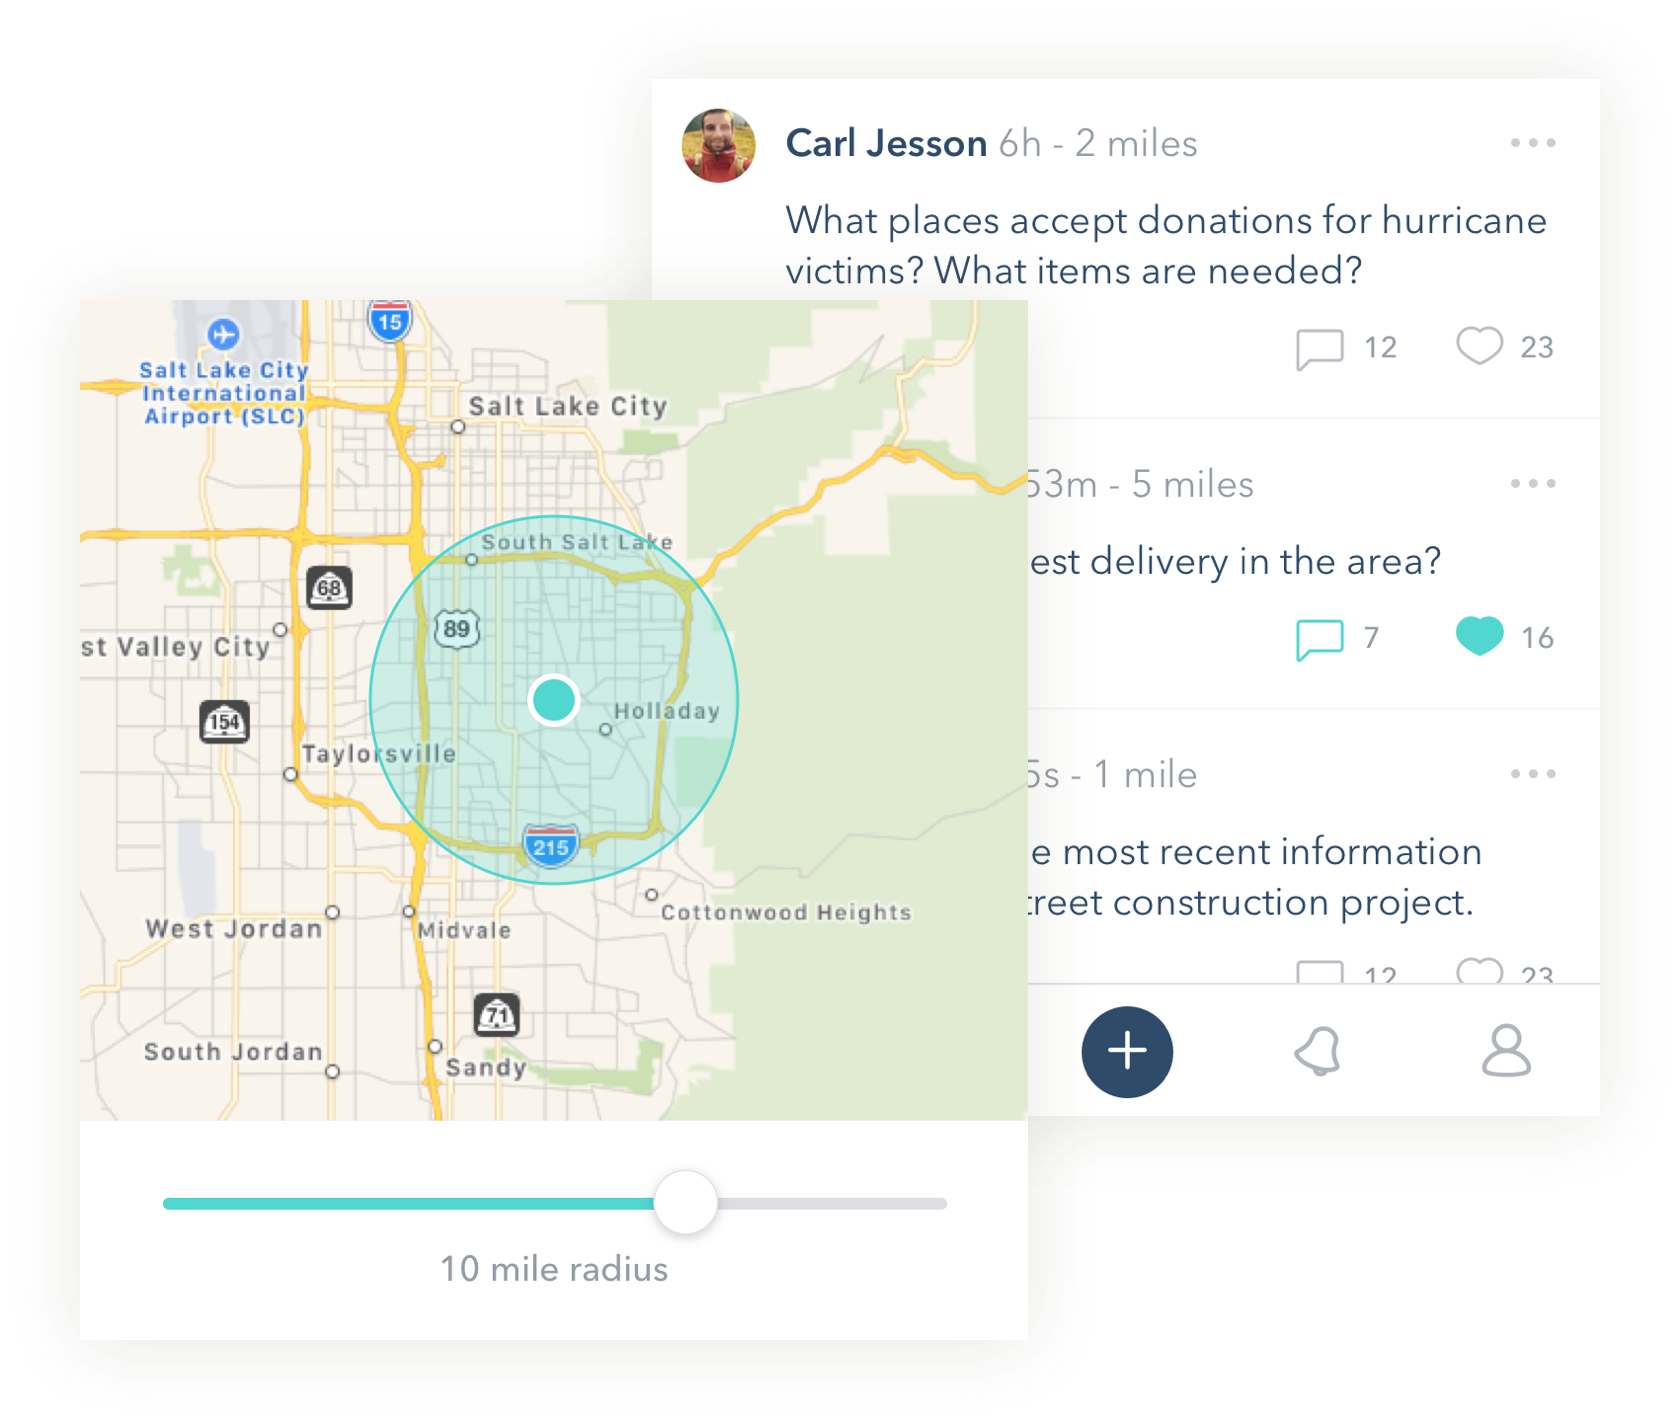 Carl Jesson 6h - 2 miles
What places accept donations for hurricane
victims? What items are needed?
12 23
53m - 5 miles
est delivery in the area?
7 16
5s - 1 mile
e most recent information
treet construction project.
12 23
15
Salt Lake City
International
Airport (SLC)
Salt Lake City
South Salt Lake
68
89
st Valley City
154
Holladay
Taylorsville
215
Cottonwood Heights
West Jordan
Midvale
71
South Jordan
Sandy
10 mile radius